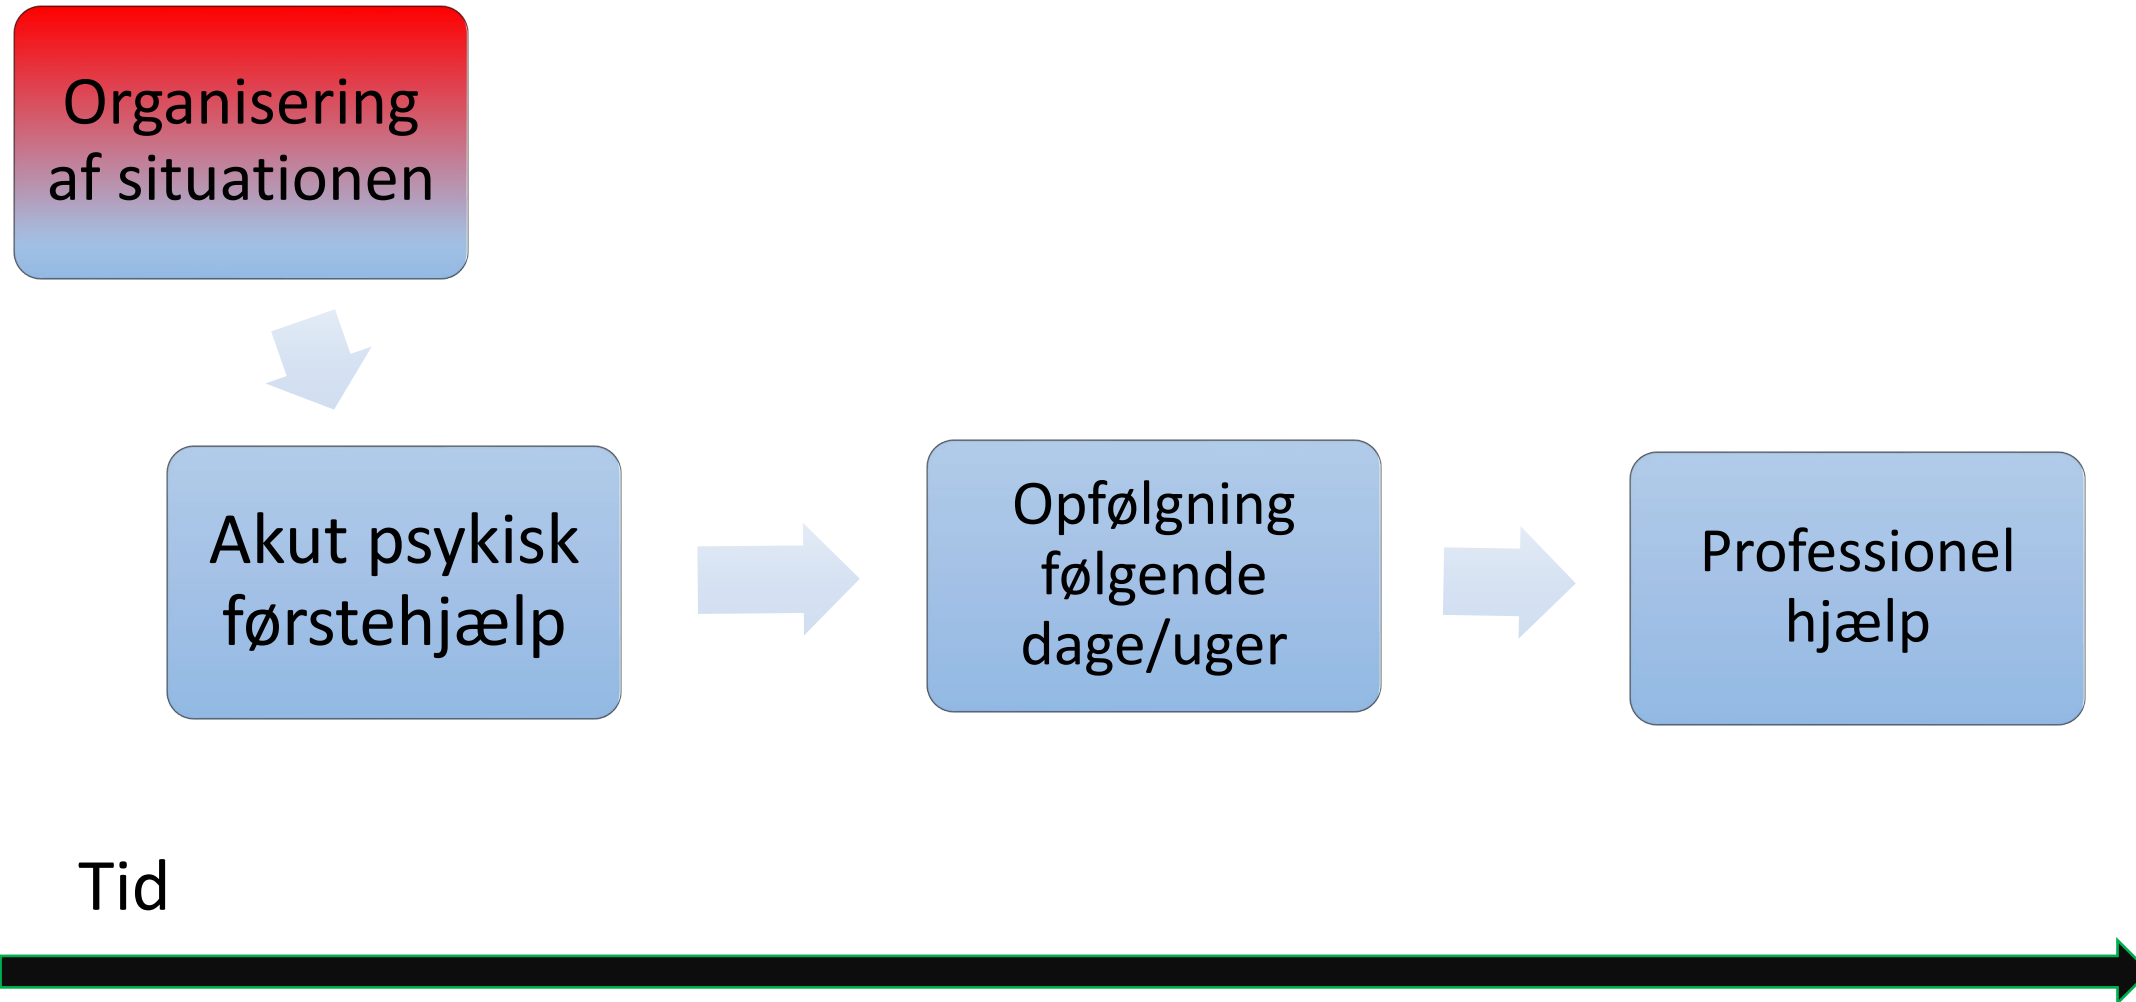 Organisering
af situationen
Akut psykisk
førstehjælp
Opfølgning
følgende
dage/uger
Professionel
hjælp
Tid